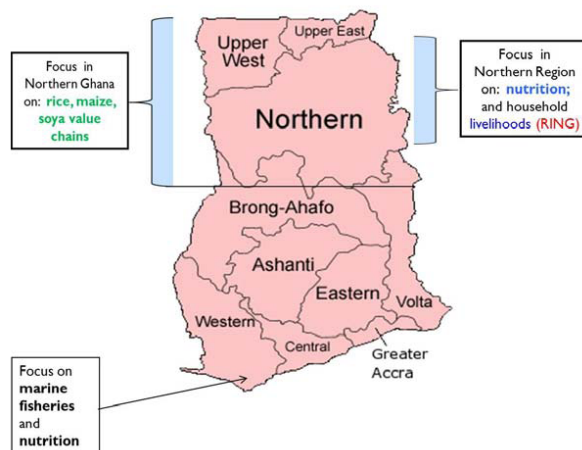 Focus in
Northern Ghana
on: rice, maize,
soya value
chains
Upper
West
Upper East
Northern
Focus in
Northern Region
on: nutrition;
and household
livelihoods (RING)
Brong-Ahafo
Ashanti
Eastern
Volta
Western
Central
Greater
Accra
Focus on
marine
fisheries
and
nutrition